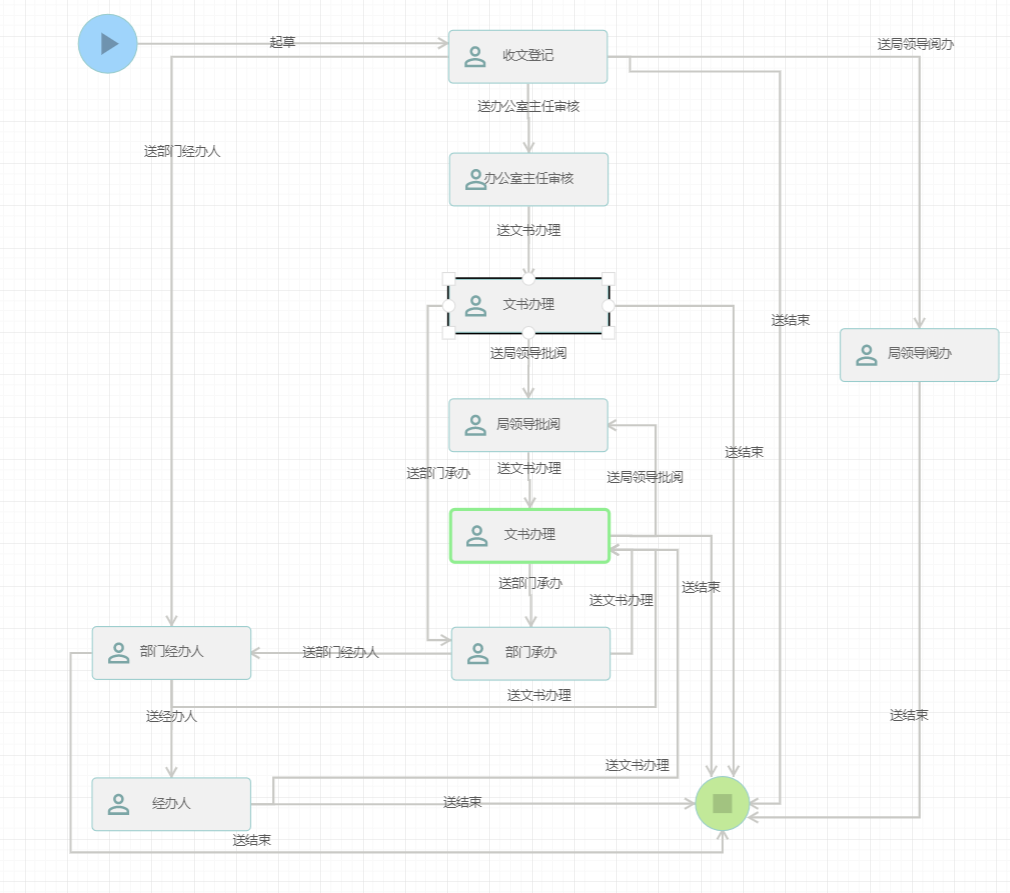 起草
收文登记
送局领导阅办
送办公室主任审核
送部门经办人
办公室主任审核
送文书办理
文书办理
送结束
送局领导批阅
局领导阅办
局领导批阅
送结束
送部门承办
送文书办理
送局领导批阅
文书办理
送部门承办
送结束
送文书办理
部门经办人
送部门经办人
部门承办
送文书办理
送经办人
送结束
送文书办理
经办人
送结束
送结束